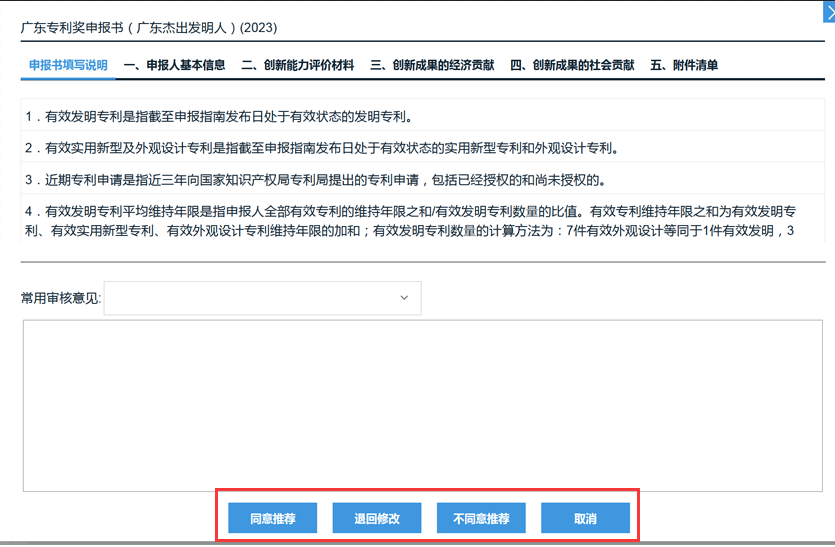 广东专利奖申报书（广东杰出发明人）(2023)
申报书填写说明 一、申报人基本信息 二、创新能力评价材料 三、创新成果的经济贡献 四、创新成果的社会贡献 五、附件清单
1．有效发明专利是指截至申报指南发布日处于有效状态的发明专利。
2．有效实用新型及外观设计专利是指截至申报指南发布日处于有效状态的实用新型专利和外观设计专利。
3．近期专利申请是指近三年向国家知识产权局专利局提出的专利申请，包括已经授权的和尚未授权的。
4．有效发明专利平均维持年限是指申报人全部有效专利的维持年限之和/有效发明专利数量的比值。有效专利维持年限之和为有效发明专
利、有效实用新型专利、有效外观设计专利维持年限的加和；有效发明专利数量的计算方法为：7件有效外观设计等同于1件有效发明，3
常用审核意见:
同意推荐 退回修改 不同意推荐 取消